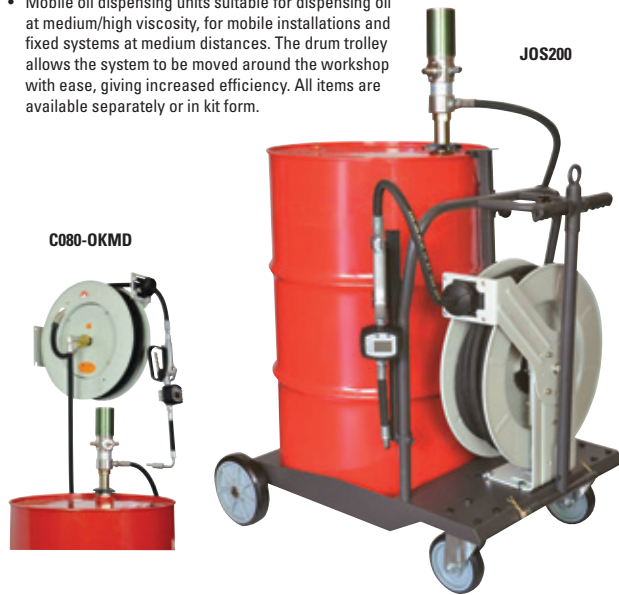 • Mobile oil dispensing units suitable for dispensing oil
at medium/high viscosity, for mobile installations and
fixed systems at medium distances. The drum trolley
allows the system to be moved around the workshop
with ease, giving increased efficiency. All items are
available separately or in kit form.
JOS200
C080-OKMD